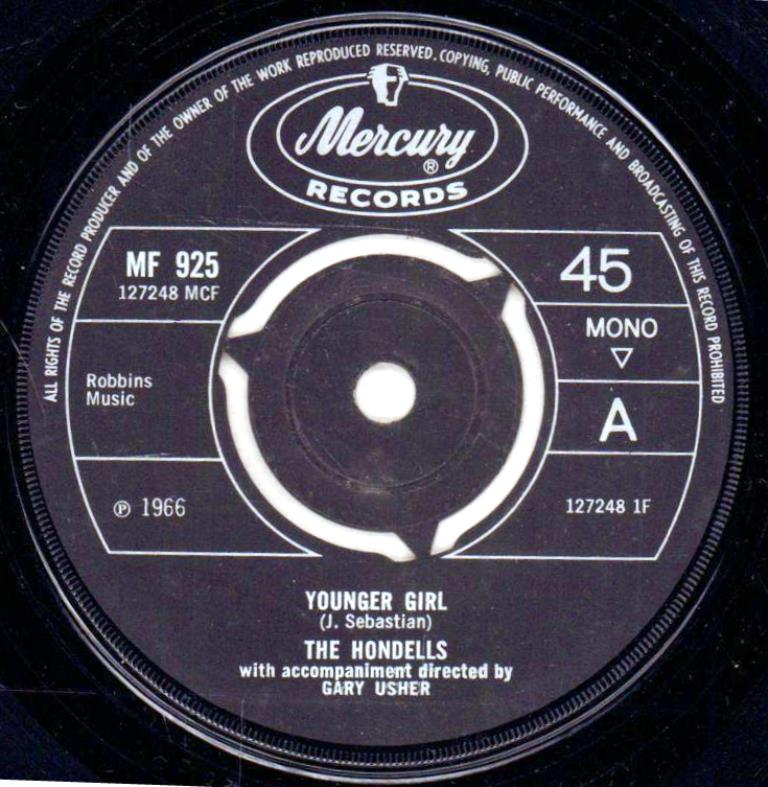 ALL RIGHTS OF THE RECORD PRODUCER AND OF THE OWNER OF THE WORK REPRODUCED RESERVED. COPYING, PUBLIC PERFORMANCE AND BROADCASTING OF THIS RECORD PROHIBITED
Mercury
®
RECORDS
MF 925
127248 MCF
Robbins
Music
℗ 1966
45
MONO
▽
A
127248 1F
YOUNGER GIRL
(J. Sebastian)
THE HONDELLS
with accompaniment directed by
GARY USHER